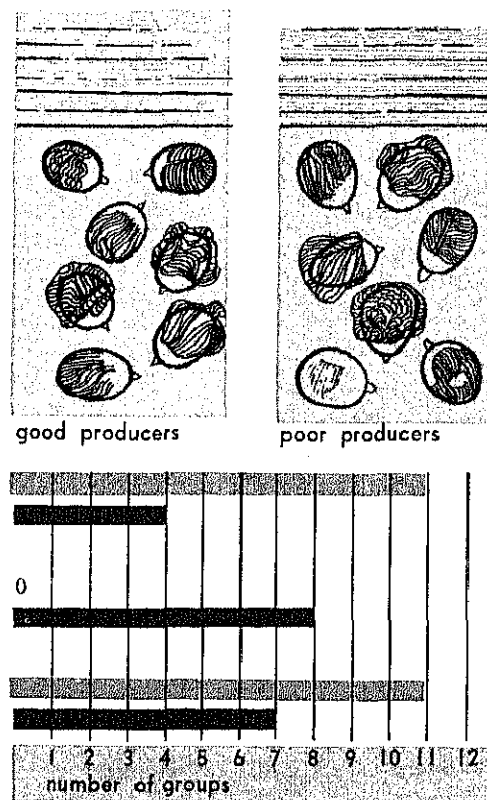 good producers
poor producers
0
1 2 3 4 5 6 7 8 9 10 11 12
number of groups